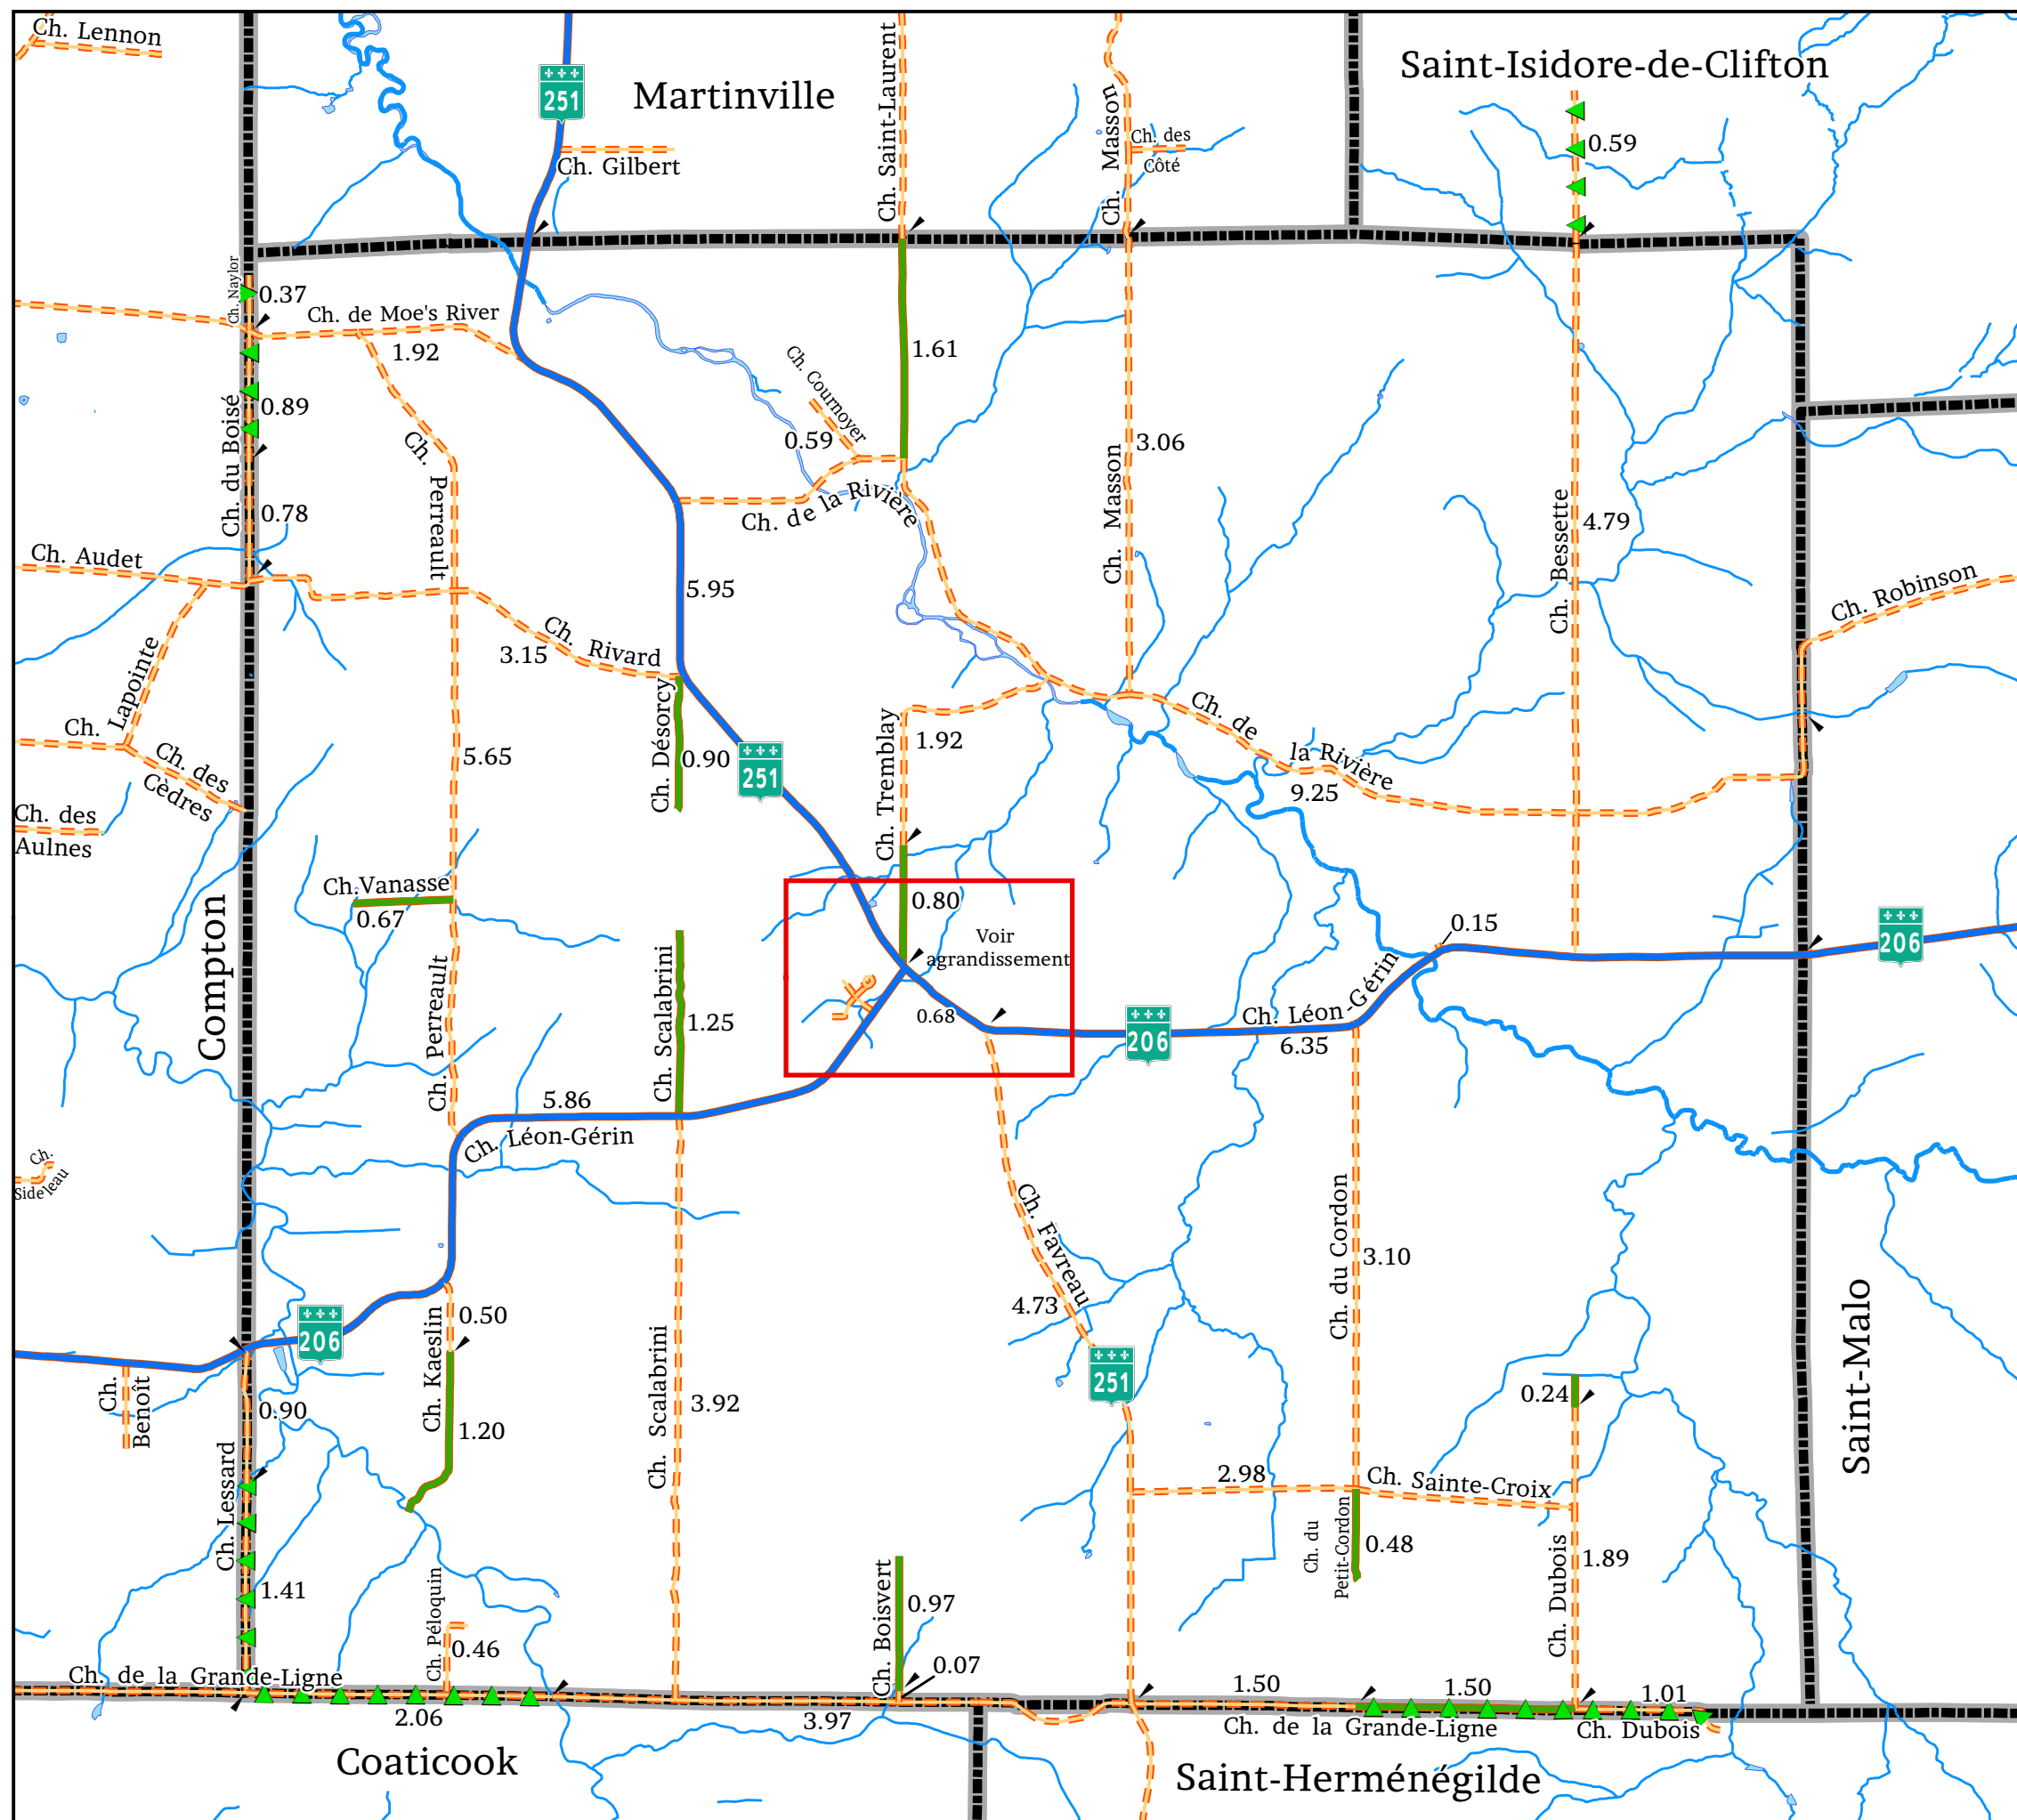 Ch. Lennon
251
Martinville
Ch. Gilbert
Ch. Saint-Laurent
Ch. Masson
Ch. des
Côté
Saint-Isidore-de-Clifton
0.59
Ch. Naylor
0.37
Ch. de Moe's River
1.92
0.89
Ch. du Boisé
0.78
Ch. Perreault
Ch. Cournoyer
0.59
1.61
Ch. de la Rivière
Ch. Masson
3.06
Ch. Bessette
4.79
Ch. Audet
5.95
Ch. Robinson
Ch. Rivard
3.15
Ch. Lapointe
Ch. des
Cèdres
Ch. des
Aulnes
5.65
Ch. Désorcy
0.90
251
Ch. Tremblay
1.92
Ch. de la Rivière
9.25
Ch.Vanasse
0.67
0.80
Voir
agrandissement
0.15
206
Compton
Ch. Perreault
Ch. Scalabrini
1.25
0.68
206
Ch. Léon-Gérin
6.35
5.86
Ch. Léon-Gérin
Ch.
Sideleau
Ch. Favreau
4.73
Ch. du Cordon
3.10
206
0.50
Ch. Kaeslin
1.20
Ch.
Benoît
0.90
Ch. Lessard
1.41
Ch. Scalabrini
3.92
251
0.24
Saint-Malo
2.98
Ch. Sainte-Croix
Ch. du
Petit-Cordon
0.48
Ch. Dubois
1.89
Ch. Péloquin
0.46
Ch. Boisvert
0.97
0.07
Ch. de la Grande-Ligne
2.06
3.97
1.50
1.50
1.01
Ch. de la Grande-Ligne
Ch. Dubois
Coaticook
Saint-Herménégilde